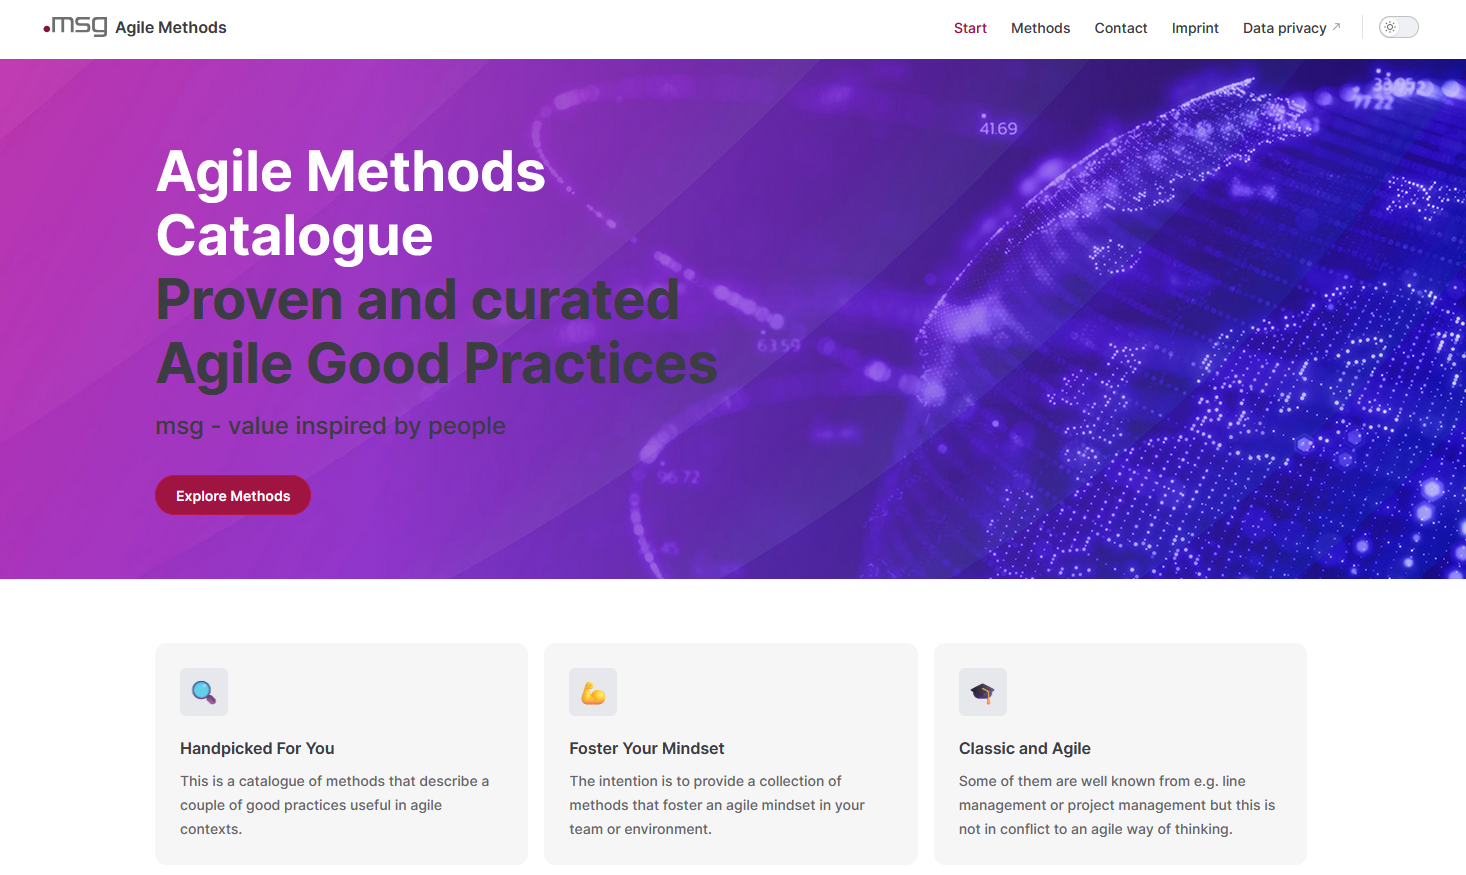 msg Agile Methods
Start Methods Contact Imprint Data privacy
41.69
77.22
Agile Methods
Catalogue
Proven and curated
Agile Good Practices
63.59
msg - value inspired by people
96.72
Explore Methods
Handpicked For You
This is a catalogue of methods that describe a
couple of good practices useful in agile
contexts.
Foster Your Mindset
The intention is to provide a collection of
methods that foster an agile mindset in your
team or environment.
Classic and Agile
Some of them are well known from e.g. line
management or project management but this is
not in conflict to an agile way of thinking.